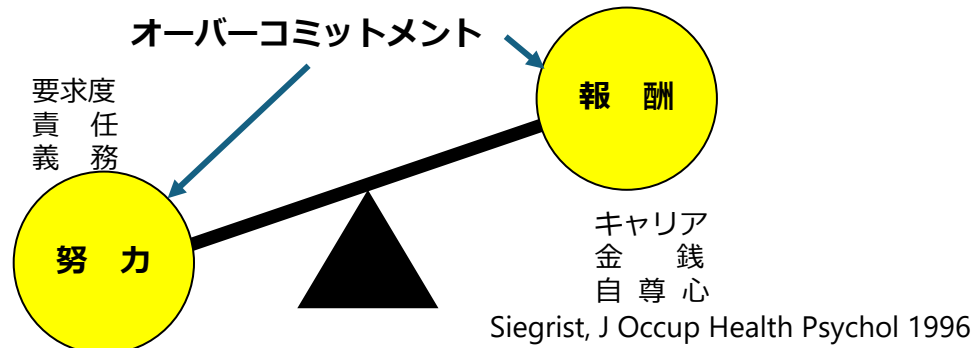 オーバーコミットメント
要求度
責　任
義　務
努　力
報　酬
キャリア
金　　銭
自 尊 心
Siegrist, J Occup Health Psychol 1996